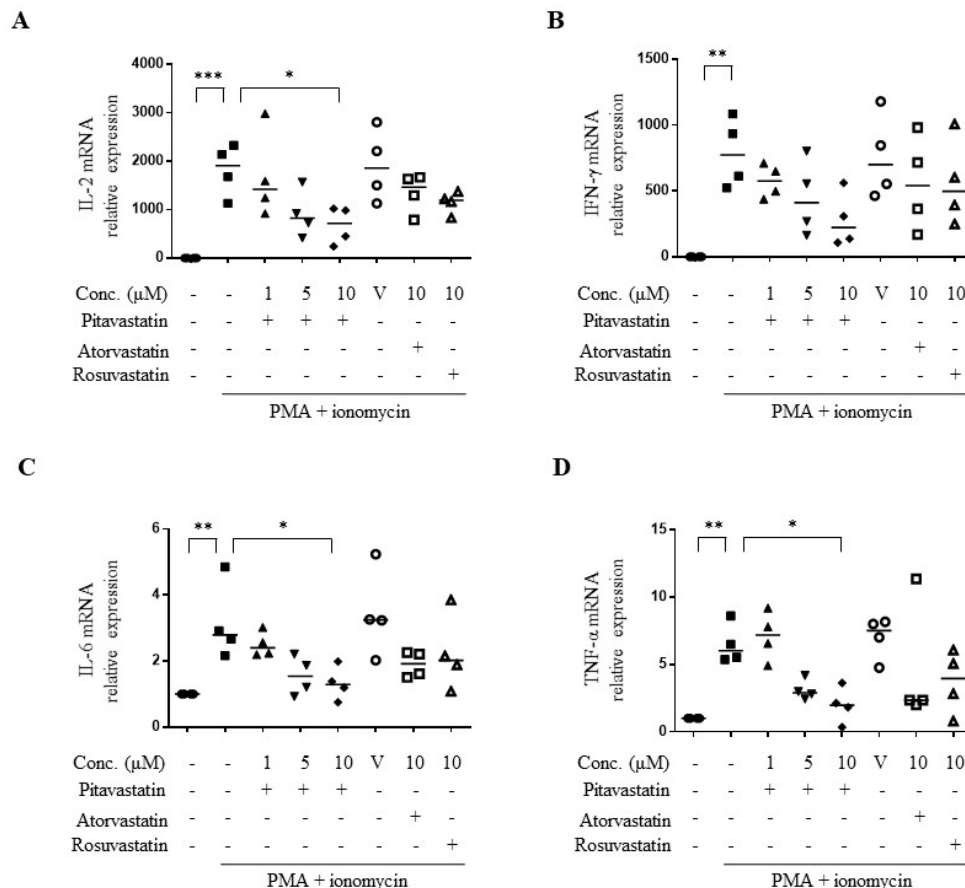 A
IL-2 mRNA
relative expression
4000
3000
2000
1000
0
***
*
Conc. (µM) - - 1 5 10 V 10 10
Pitavastatin - - + + + - - -
Atorvastatin - - - - - - + -
Rosuvastatin - - - - - - - +
PMA + ionomycin
B
IFN-γ mRNA
relative expression
1500
1000
500
0
**
Conc. (µM) - - 1 5 10 V 10 10
Pitavastatin - - + + + - - -
Atorvastatin - - - - - - + -
Rosuvastatin - - - - - - - +
PMA + ionomycin
C
IL-6 mRNA
relative expression
6
4
2
0
**
*
Conc. (µM) - - 1 5 10 V 10 10
Pitavastatin - - + + + - - -
Atorvastatin - - - - - - + -
Rosuvastatin - - - - - - - +
PMA + ionomycin
D
TNF-α mRNA
relative expression
15
10
5
0
**
*
Conc. (µM) - - 1 5 10 V 10 10
Pitavastatin - - + + + - - -
Atorvastatin - - - - - - + -
Rosuvastatin - - - - - - - +
PMA + ionomycin